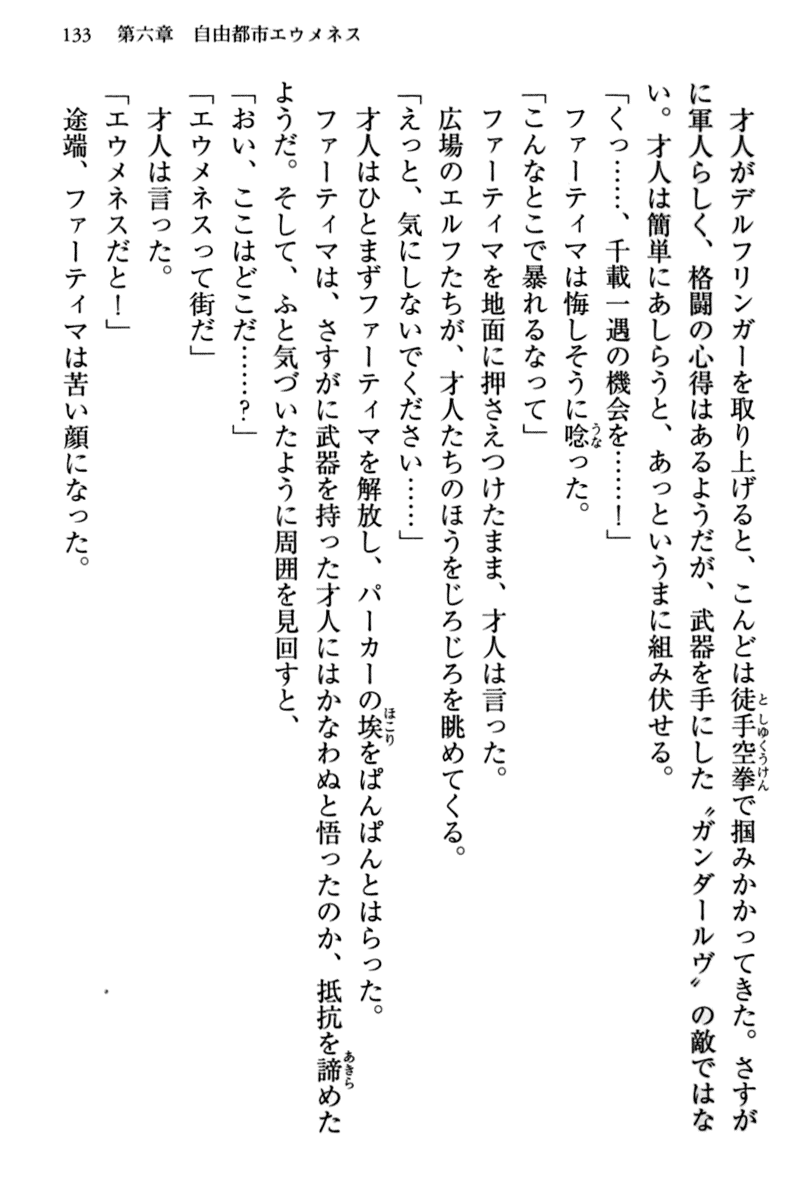 133　第六章　自由都市エウメネス
　才人がデルフリンガーを取り上げると、こんどは徒手空拳で掴みかかってきた。さすが
に軍人らしく、格闘の心得はあるようだが、武器を手にした〝ガンダールヴ〟の敵ではな
い。才人は簡単にあしらうと、あっというまに組み伏せる。
「くっ……、千載一遇の機会を……！」
　ファーティマは悔しそうに唸った。
「こんなとこで暴れるなって」
　ファーティマを地面に押さえつけたまま、才人は言った。
　広場のエルフたちが、才人たちのほうをじろじろを眺めてくる。
「えっと、気にしないでください……」
　才人はひとまずファーティマを解放し、パーカーの埃をぱんぱんとはらった。
　ファーティマは、さすがに武器を持った才人にはかなわぬと悟ったのか、抵抗を諦めた
ようだ。そして、ふと気づいたように周囲を見回すと、
「おい、ここはどこだ……？」
「エウメネスって街だ」
　才人は言った。
「エウメネスだと！」
　途端、ファーティマは苦い顔になった。